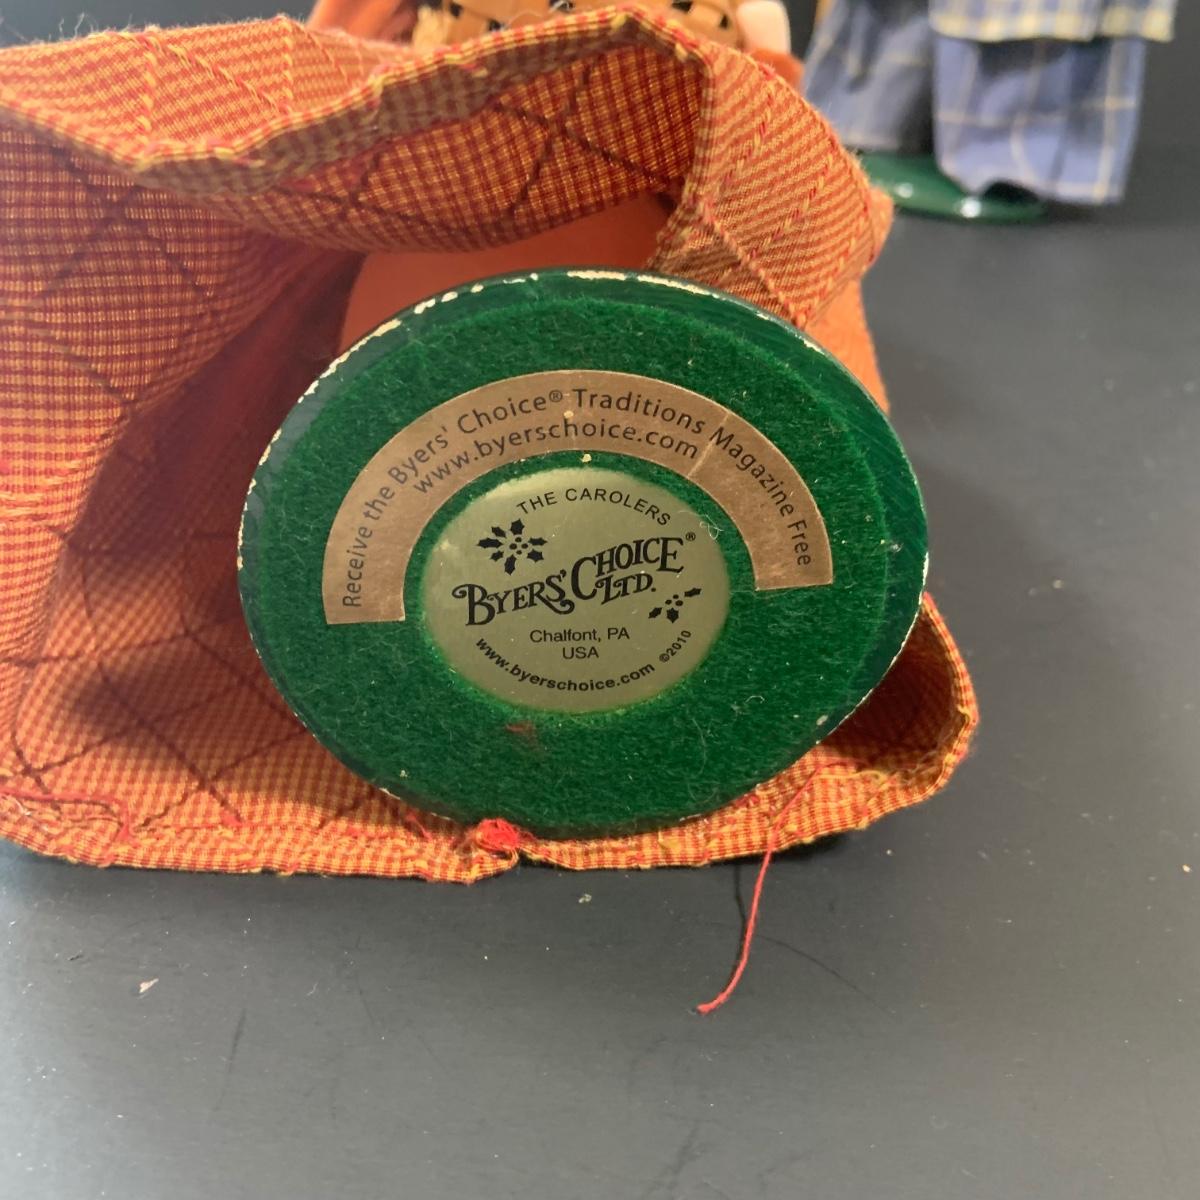 Receive the Byers' Choice® Traditions Magazine Free
www.byerschoice.com
THE CAROLERS
BYERS' CHOICE®
LTD.
Chalfont, PA
USA
www.byerschoice.com ©2010